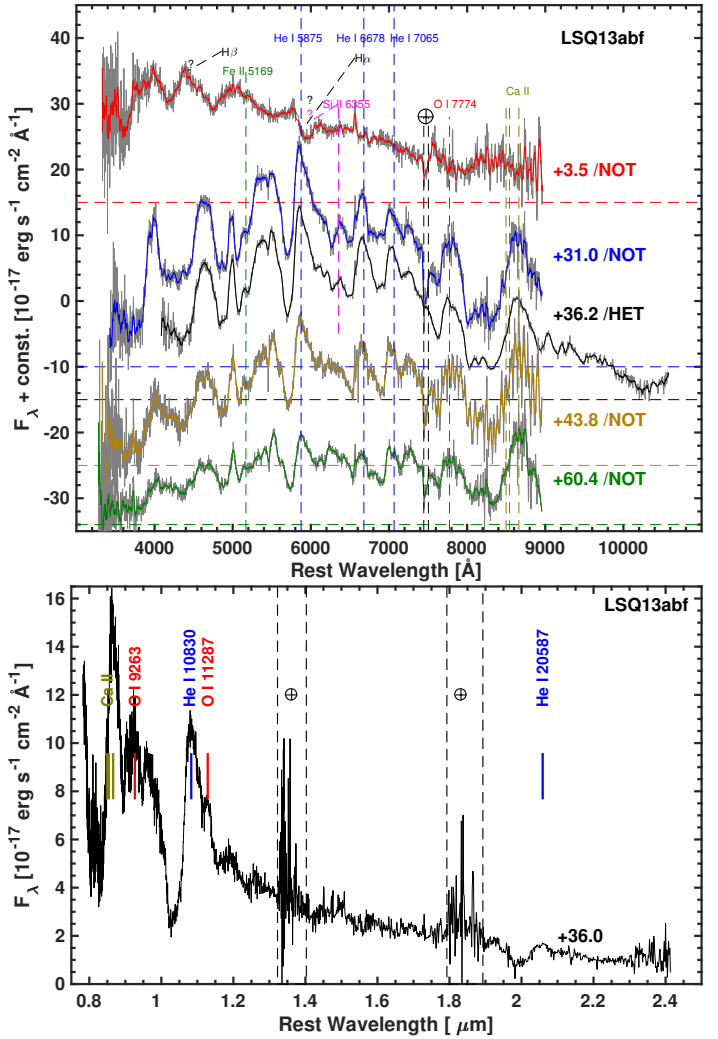 LSQ13abf
He I 5875
He I 6678
He I 7065
Hβ
?
Hα
Fe II 5169
?
?
Si II 6355
O I 7774
Ca II
+3.5 /NOT
+31.0 /NOT
+36.2 /HET
+43.8 /NOT
+60.4 /NOT
40
30
20
10
0
-10
-20
-30
F_λ + const. [10^-17 erg s^-1 cm^-2 Å^-1]
4000
5000
6000
7000
8000
9000
10000
Rest Wavelength [Å]
LSQ13abf
Ca II
O I 9263
He I 10830
O I 11287
He I 20587
+36.0
16
14
12
10
8
6
4
2
0
F_λ [10^-17 erg s^-1 cm^-2 Å^-1]
0.8
1
1.2
1.4
1.6
1.8
2
2.2
2.4
Rest Wavelength [ μm]